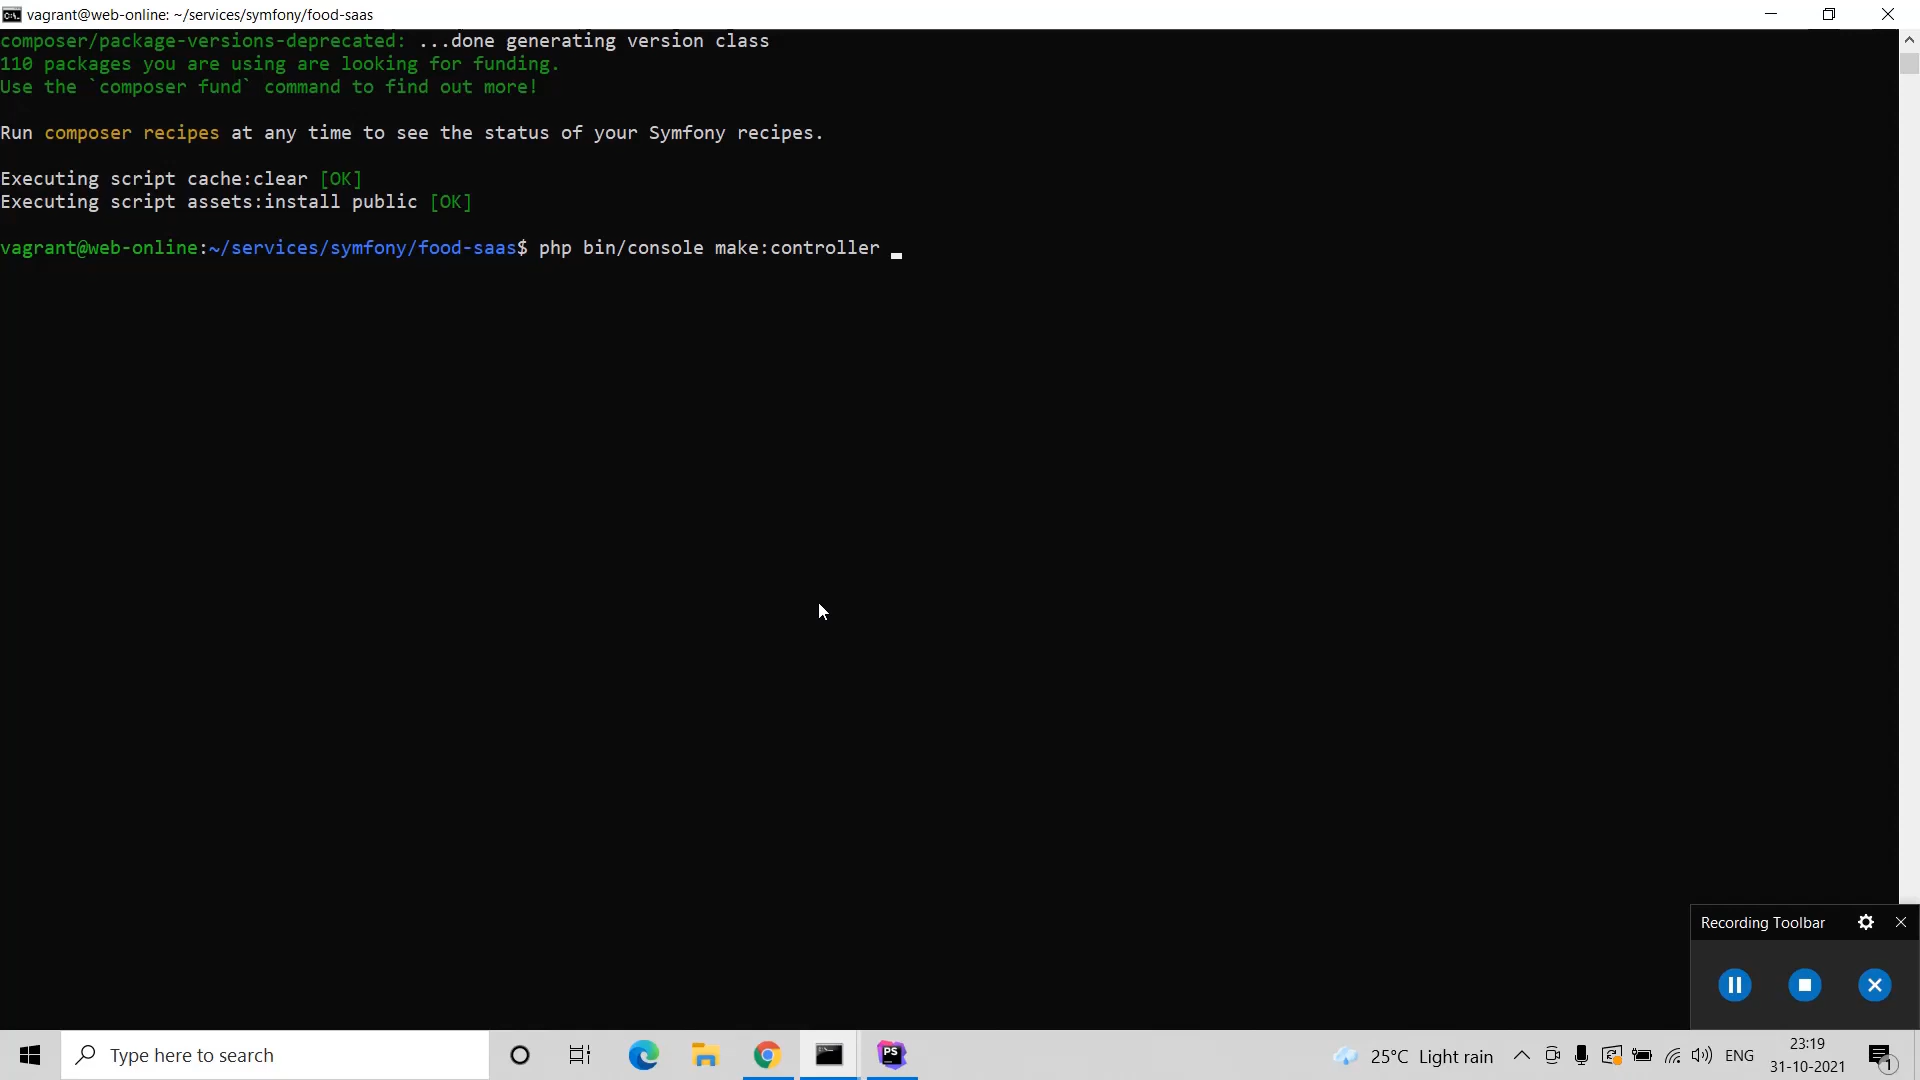 vagrant@web-online: ~/services/symfony/food-saas
composer/package-versions-deprecated: ...done generating version class
110 packages you are using are looking for funding.
Use the `composer fund` command to find out more!
Run composer recipes at any time to see the status of your Symfony recipes.
Executing script cache:clear [OK]
Executing script assets:install public [OK]
vagrant@web-online:~/services/symfony/food-saas$ php bin/console make:controller
Recording Toolbar
Type here to search
PS
25°C Light rain
ENG
23:19
31-10-2021
1